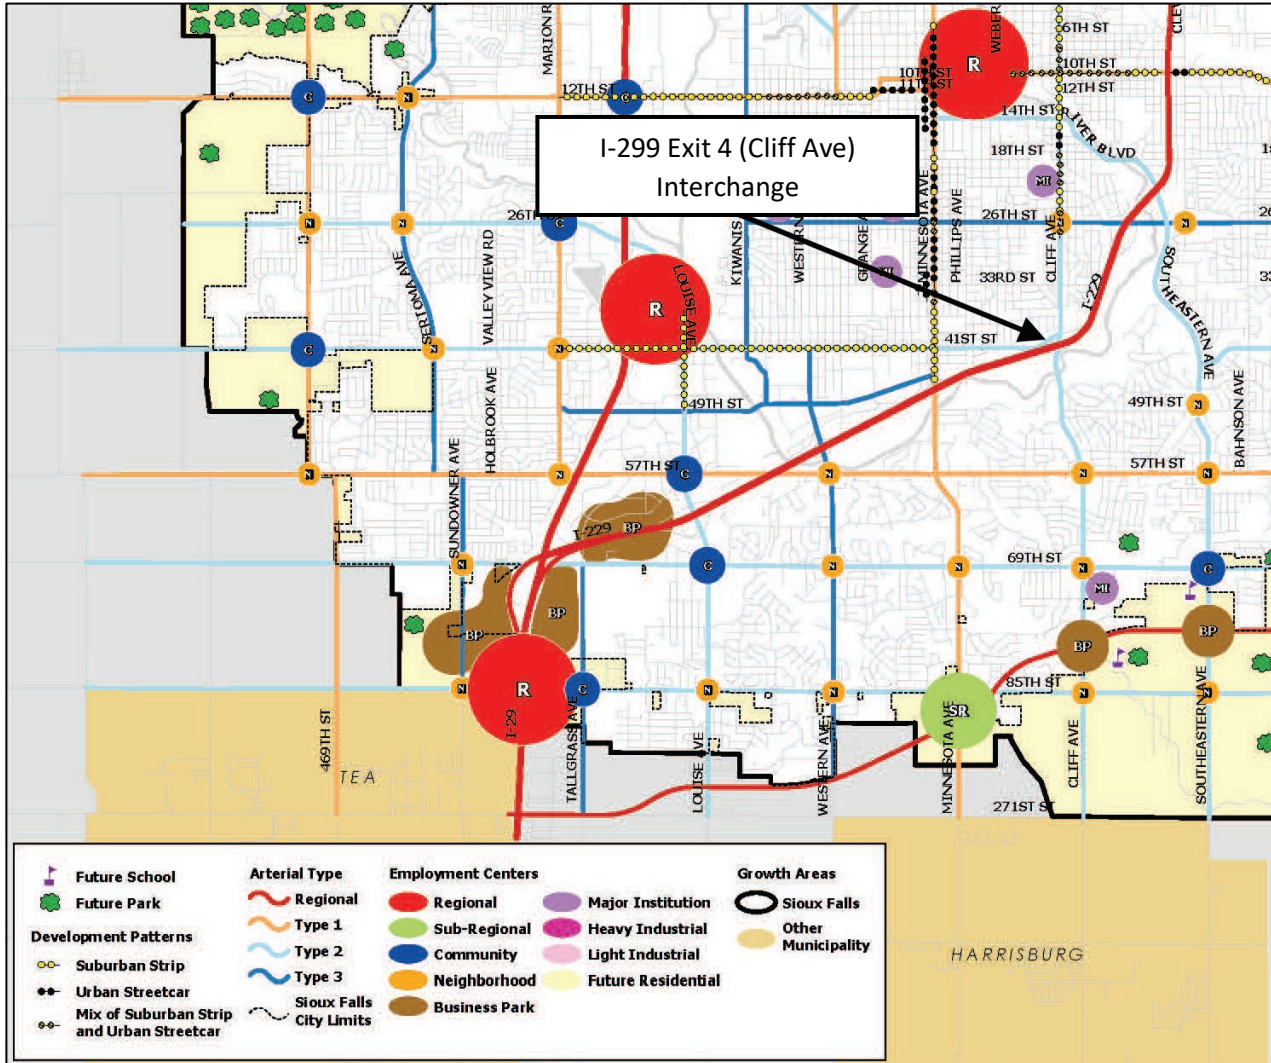 MARION R
WEBER
CLEV
6TH ST
10TH ST
12TH ST
14TH ST
18TH ST
12TH ST
10TH ST
11TH ST
R
C
N
C
I-299 Exit 4 (Cliff Ave)
Interchange
IVER BLVD
MI
26TH ST
26TH ST
KIWANIS
WESTERN
GRANGE A
MINNESOTA AVE
PHILLIPS AVE
CLIFF AVE
33RD ST
I-229
SOUTHEASTERN AVE
SERTOMA AVE
VALLEY VIEW RD
LOUISE AVE
R
41ST ST
49TH ST
49TH ST
HOLBROOK AVE
BAHNSON AVE
57TH ST
57TH ST
SUNDOWNER AVE
I-229
BP
69TH ST
MI
BP
BP
BP
BP
85TH ST
R
C
SR
469TH ST
I-29
TALLGRASS AVE
LOUISE AVE
WESTERN AVE
MINNESOTA AVE
CLIFF AVE
SOUTHEASTERN AVE
TEA
271ST ST
HARRISBURG
Future School
Future Park
Development Patterns
Suburban Strip
Urban Streetcar
Mix of Suburban Strip
and Urban Streetcar
Arterial Type
Regional
Type 1
Type 2
Type 3
Sioux Falls
City Limits
Employment Centers
Regional
Sub-Regional
Community
Neighborhood
Business Park
Major Institution
Heavy Industrial
Light Industrial
Future Residential
Growth Areas
Sioux Falls
Other
Municipality